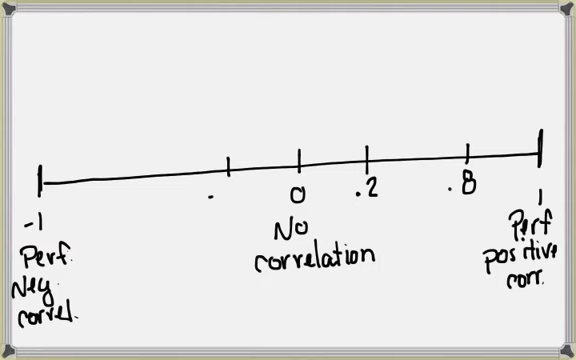 -1
Perf.
Neg.
correl.
0
No
correlation
.2
.8
1
Perf
positive
corr.